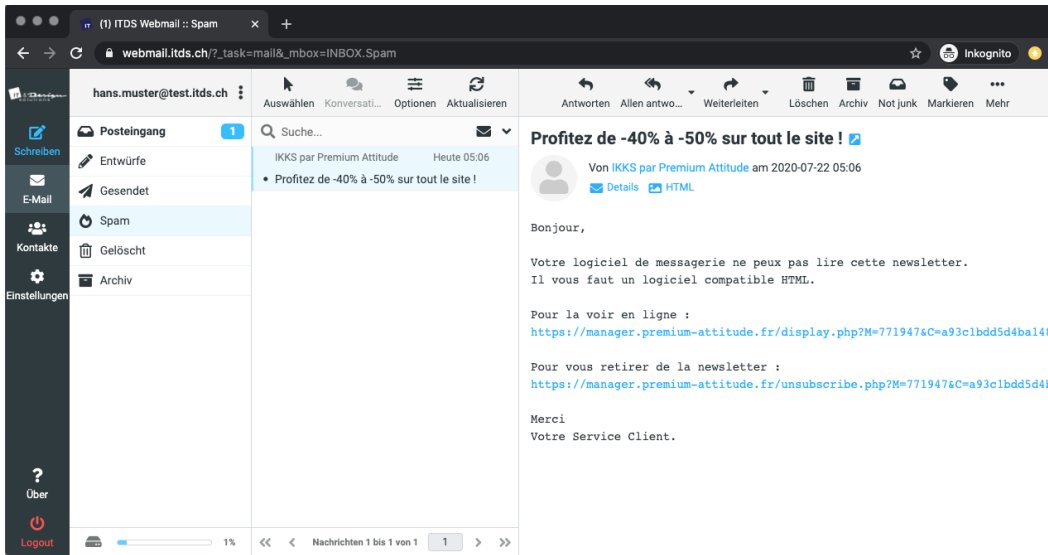 (1) ITDS Webmail :: Spam
webmail.itds.ch/?_task=mail&_mbox=INBOX.Spam
Inkognito
IT & Design
SOLUTIONS
hans.muster@test.itds.ch
Auswählen
Konversati...
Optionen
Aktualisieren
Antworten
Allen antwo...
Weiterleiten
Löschen
Archiv
Not junk
Markieren
Mehr
Schreiben
E-Mail
Kontakte
Einstellungen
Über
Logout
Posteingang 1
Entwürfe
Gesendet
Spam
Gelöscht
Archiv
1%
Suche...
IKKS par Premium Attitude Heute 05:06
Profitez de -40% à -50% sur tout le site !
Nachrichten 1 bis 1 von 1 1
Profitez de -40% à -50% sur tout le site !
Von IKKS par Premium Attitude am 2020-07-22 05:06
Details HTML
Bonjour,
Votre logiciel de messagerie ne peux pas lire cette newsletter.
Il vous faut un logiciel compatible HTML.
Pour la voir en ligne :
https://manager.premium-attitude.fr/display.php?M=771947&C=a93c1bdd5d4ba148
Pour vous retirer de la newsletter :
https://manager.premium-attitude.fr/unsubscribe.php?M=771947&C=a93c1bdd5d4b
Merci
Votre Service Client.